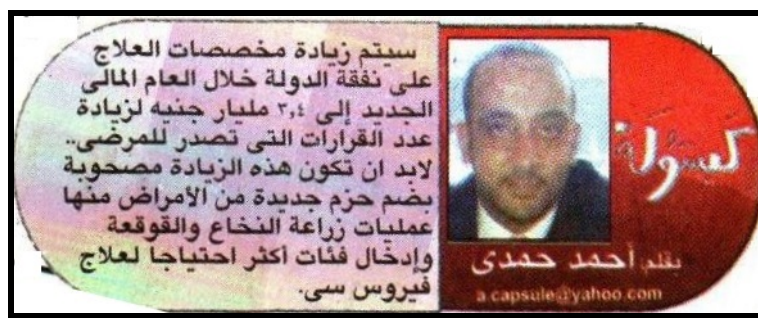 كبسولة
بقلم أحمد حمدى
a.capsule@yahoo.com
سيتم زيادة مخصصات العلاج
على نفقة الدولة خلال العام المالى
الجديد إلى ٣,٤ مليار جنيه لزيادة
عدد القرارات التى تصدر للمرضى..
لابد ان تكون هذه الزيادة مصحوبة
بضم حزم جديدة من الأمراض منها
عمليات زراعة النخاع والقوقعة
وإدخال فئات أكثر احتياجا لعلاج
فيروس سى.